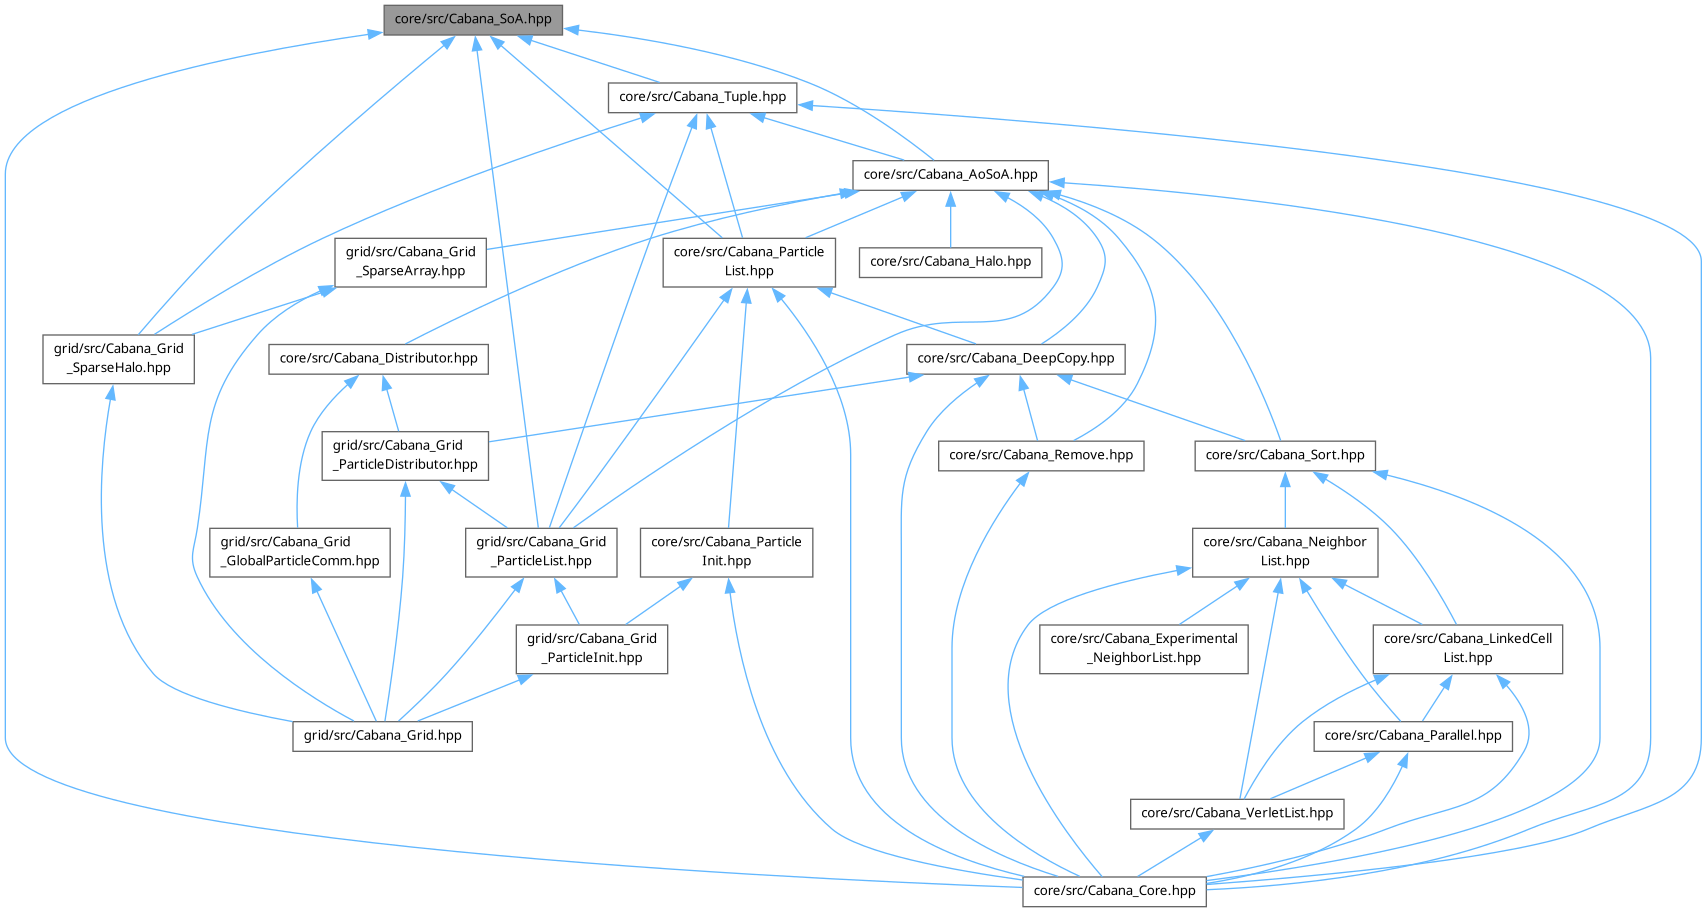 core/src/Cabana_SoA.hpp
core/src/Cabana_Tuple.hpp
core/src/Cabana_AoSoA.hpp
grid/src/Cabana_Grid
_SparseArray.hpp
core/src/Cabana_Particle
List.hpp
core/src/Cabana_Halo.hpp
grid/src/Cabana_Grid
_SparseHalo.hpp
core/src/Cabana_Distributor.hpp
core/src/Cabana_DeepCopy.hpp
grid/src/Cabana_Grid
_ParticleDistributor.hpp
core/src/Cabana_Remove.hpp
core/src/Cabana_Sort.hpp
grid/src/Cabana_Grid
_GlobalParticleComm.hpp
grid/src/Cabana_Grid
_ParticleList.hpp
core/src/Cabana_Particle
Init.hpp
core/src/Cabana_Neighbor
List.hpp
grid/src/Cabana_Grid
_ParticleInit.hpp
core/src/Cabana_Experimental
_NeighborList.hpp
core/src/Cabana_LinkedCell
List.hpp
grid/src/Cabana_Grid.hpp
core/src/Cabana_Parallel.hpp
core/src/Cabana_VerletList.hpp
core/src/Cabana_Core.hpp